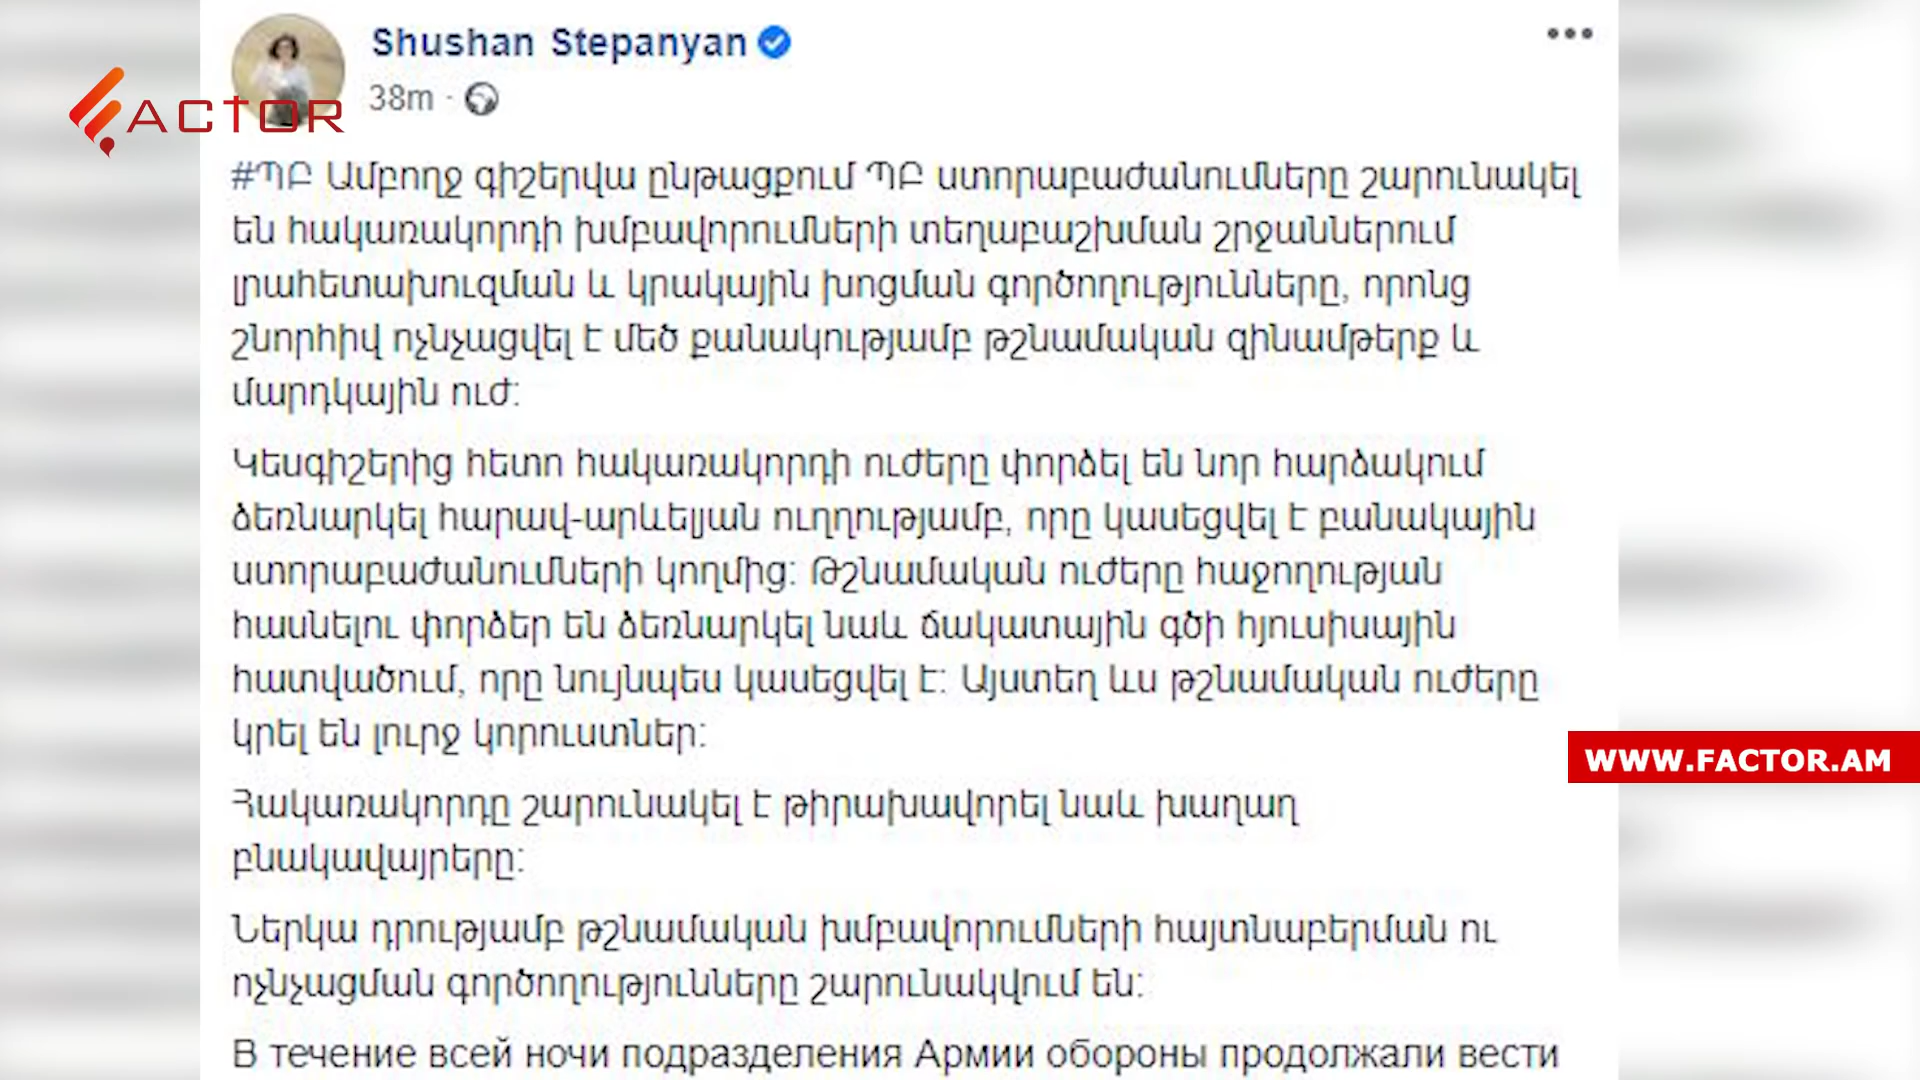 Shushan Stepanyan
38m ·
FACTOR
#ՊԲ Ամբողջ գիշերվա ընթացքում ՊԲ ստորաբաժանումները շարունակել
են հակառակորդի խմբավորումների տեղաբաշխման շրջաններում
լրահետախուզման և կրակային խոցման գործողությունները, որոնց
շնորհիվ ոչնչացվել է մեծ քանակությամբ թշնամական զինամթերք և
մարդկային ուժ:
Կեսգիշերից հետո հակառակորդի ուժերը փորձել են նոր հարձակում
ձեռնարկել հարավ-արևելյան ուղղությամբ, որը կասեցվել է բանակային
ստորաբաժանումների կողմից: Թշնամական ուժերը հաջողության
հասնելու փորձեր են ձեռնարկել նաև ճակատային գծի հյուսիսային
հատվածում, որը նույնպես կասեցվել է: Այստեղ ևս թշնամական ուժերը
կրել են լուրջ կորուստներ:
Հակառակորդը շարունակել է թիրախավորել նաև խաղաղ
բնակավայրերը:
WWW.FACTOR.AM
Ներկա դրությամբ թշնամական խմբավորումների հայտնաբերման ու
ոչնչացման գործողությունները շարունակվում են:
В течение всей ночи подразделения Армии обороны продолжали вести